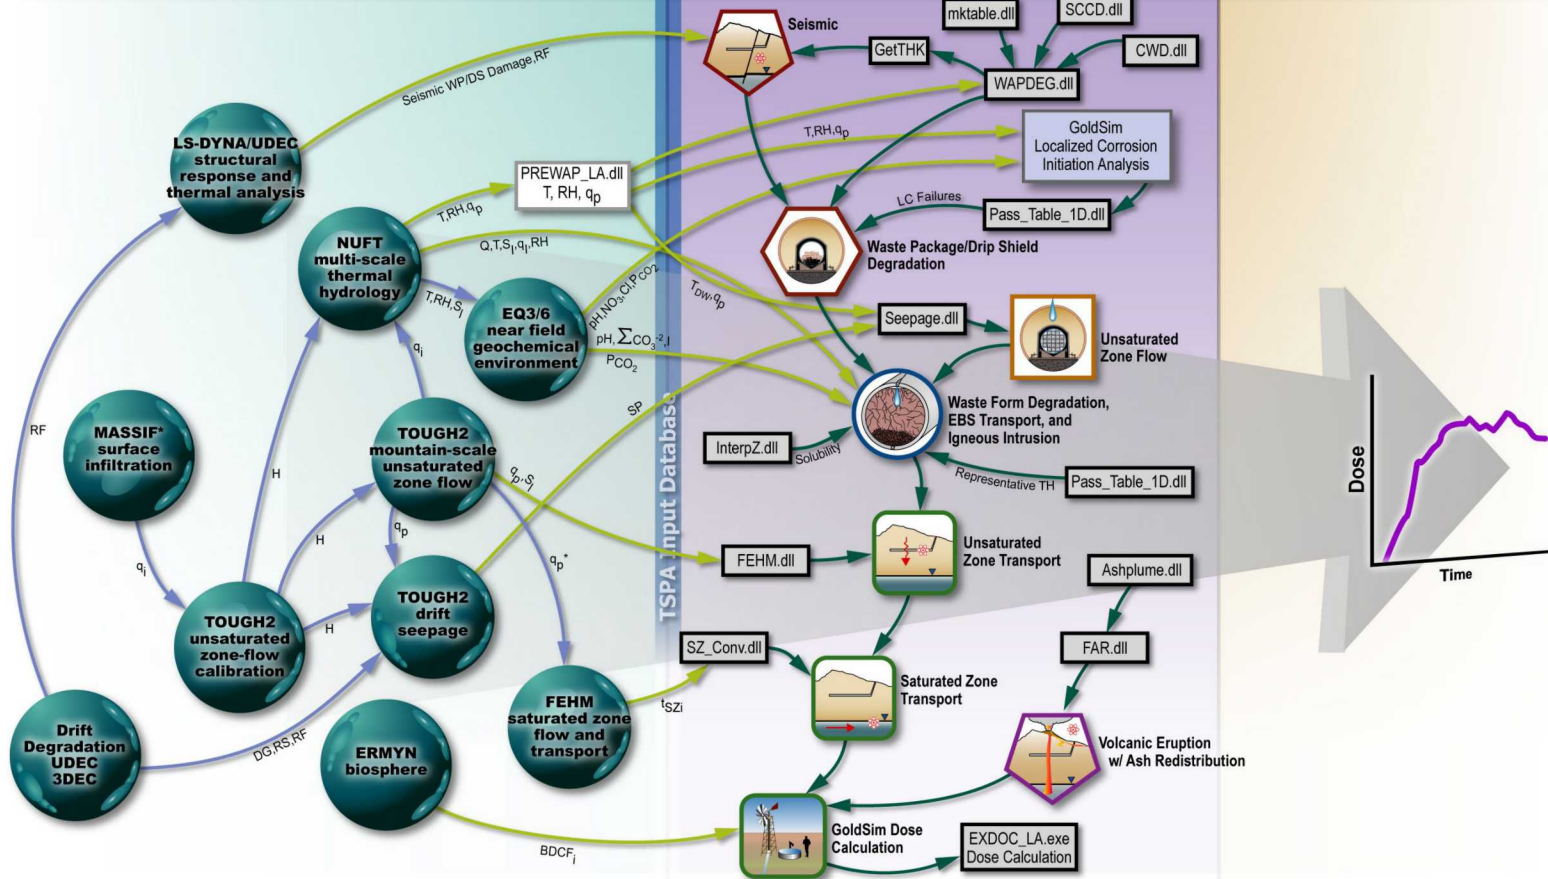 mktable.dll
SCCD.dll
CWD.dll
Seismic
GetTHK
WAPDEG.dll
Seismic WP/DS Damage,RF
LS-DYNA/UDEC
structural
response and
thermal analysis
T,RH,qp
GoldSim
Localized Corrosion
Initiation Analysis
PREWAP_LA.dll
T, RH, qp
T,RH,qp
LC Failures
Pass_Table_1D.dll
NUFT
multi-scale
thermal
hydrology
Q,T,Sl,ql,RH
Waste Package/Drip Shield
Degradation
T,RH,Sl
pH,NO3,Cl,PCO2
TDW,qp
EQ3/6
near field
geochemical
environment
Seepage.dll
Unsaturated
Zone Flow
pH,∑CO3-2,I
PCO2
qi
RF
MASSIF*
surface
infiltration
TOUGH2
mountain-scale
unsaturated
zone flow
SP
Waste Form Degradation,
EBS Transport, and
Igneous Intrusion
InterpZ.dll
Solubility
Representative TH
Pass_Table_1D.dll
Dose
Time
H
qp,Sl
TSPA Input Database
qp
H
qp*
qi
FEHM.dll
Unsaturated
Zone Transport
Ashplume.dll
TOUGH2
unsaturated
zone-flow
calibration
H
TOUGH2
drift
seepage
SZ_Conv.dll
FAR.dll
Saturated Zone
Transport
tSZi
Drift
Degradation
UDEC
3DEC
DG,RS,RF
ERMYN
biosphere
FEHM
saturated zone
flow and
transport
Volcanic Eruption
w/ Ash Redistribution
BDCFi
GoldSim Dose
Calculation
EXDOC_LA.exe
Dose Calculation